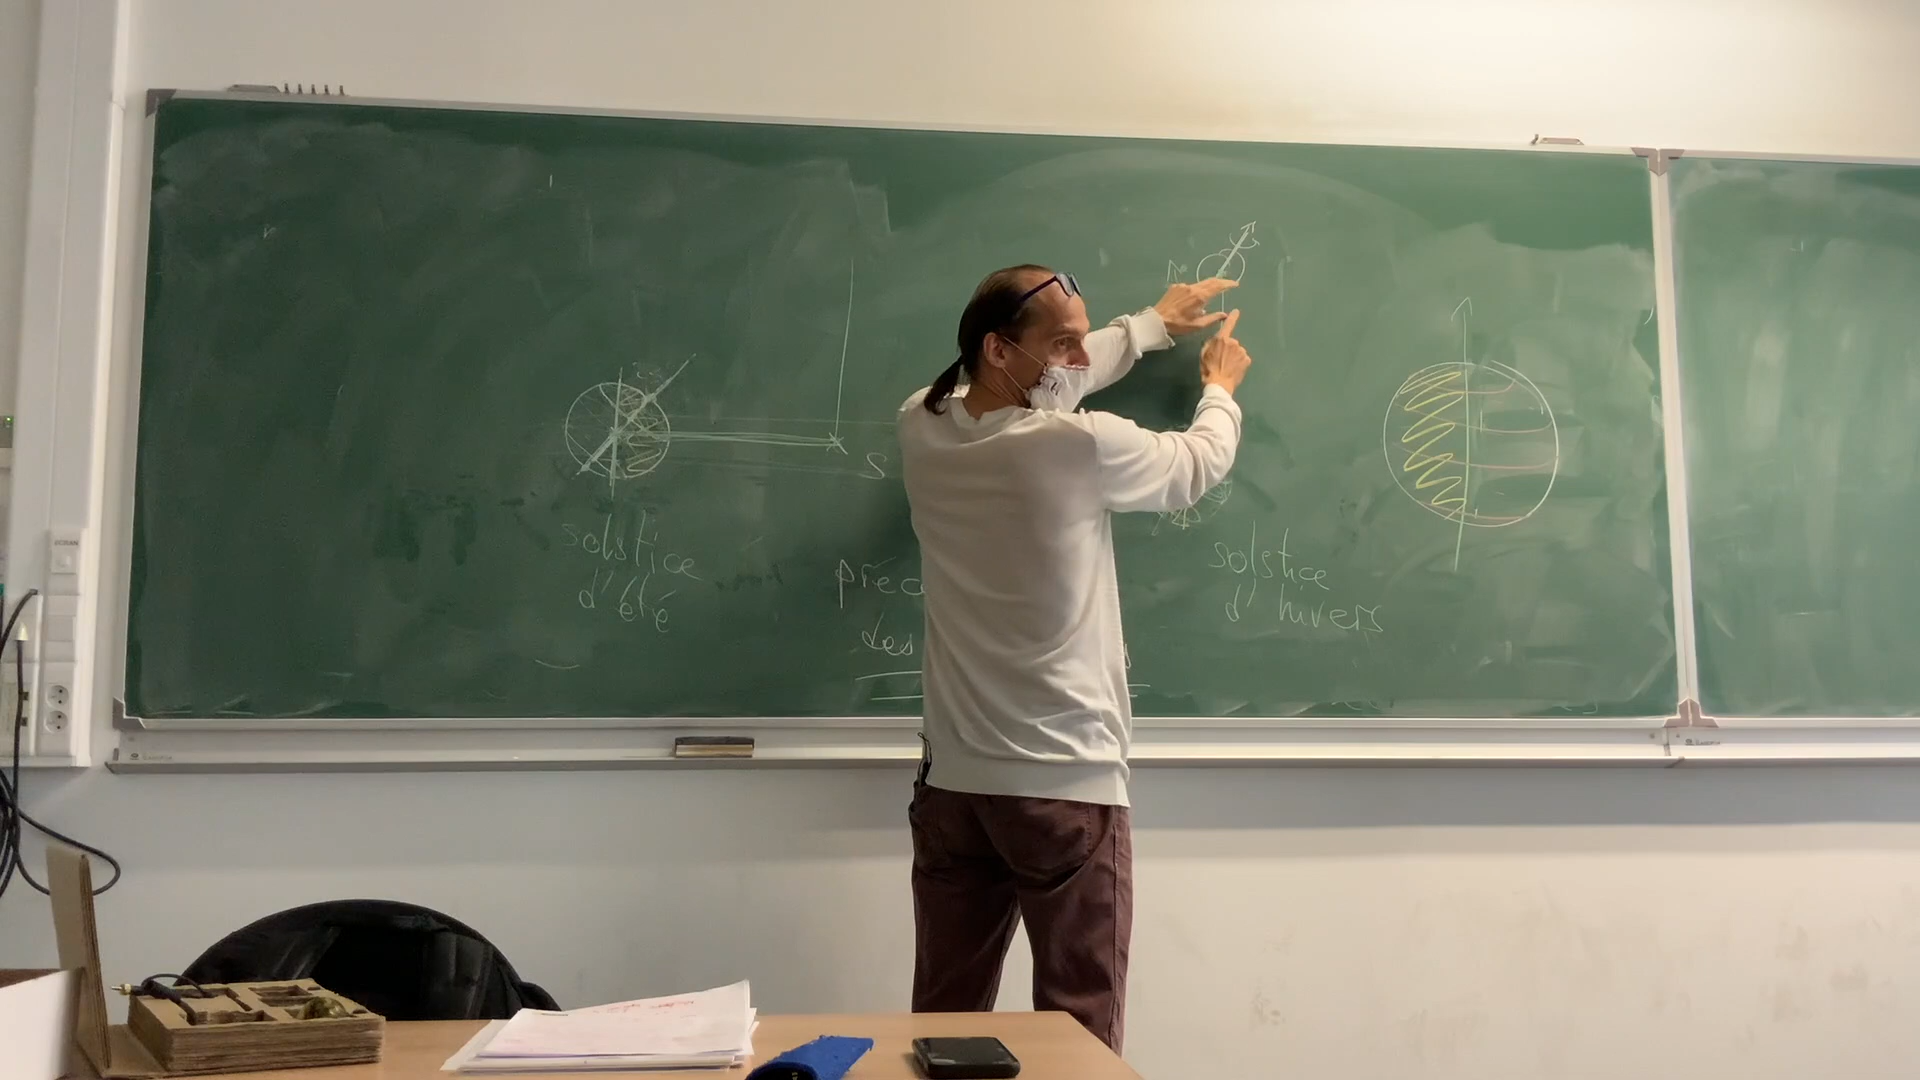 S
solstice
d'été
préc
des
solstice
d'hivers